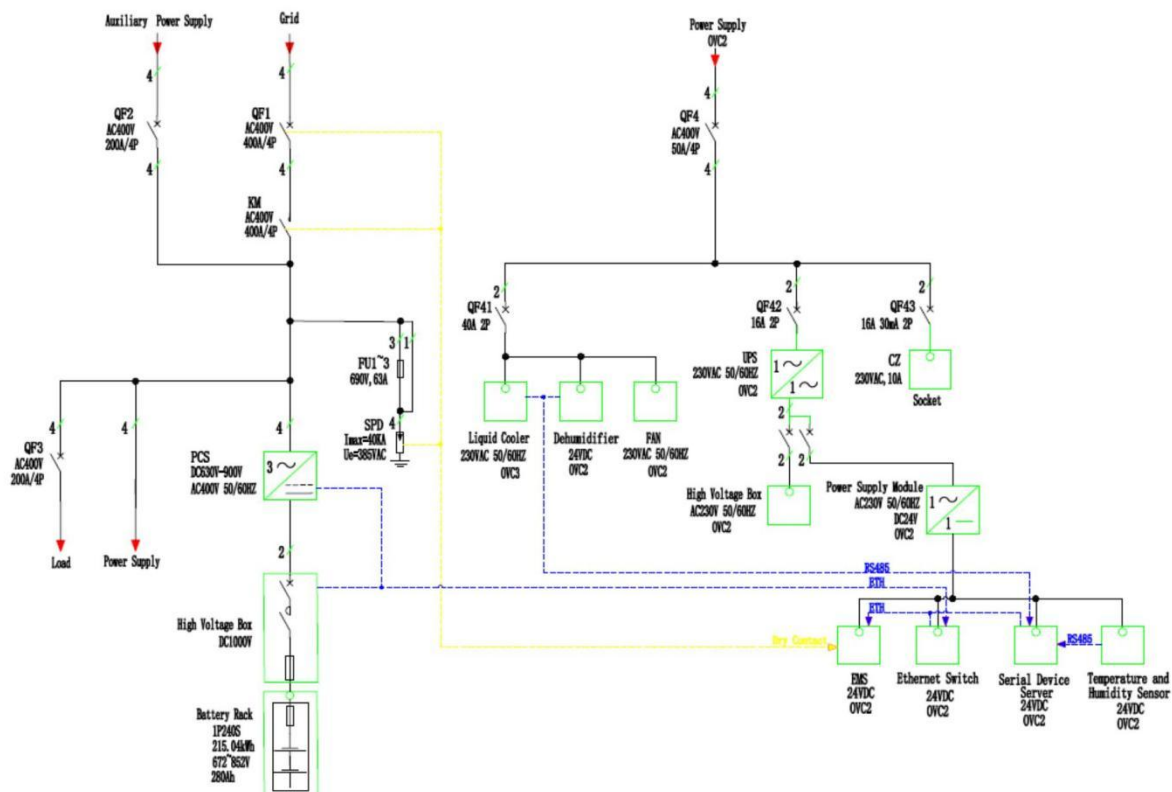 Auxiliary Power Supply
Grid
Power Supply
OVC2
4
4
4
QF2
AC400V
200A/4P
QF1
AC400V
400A/4P
QF4
AC400V
50A/4P
4
4
4
KM
AC400V
400A/4P
2
QF41
40A 2P
2
QF42
16A 2P
2
QF43
16A 30mA 2P
3
1
FU1~3
690V, 63A
UPS
230VAC 50/60HZ
OVC2
1
1
CZ
230VAC, 10A
Socket
4
SPD
Imax=40KA
Ue=385VAC
Liquid Cooler
230VAC 50/60HZ
OVC3
Dehumidifier
24VDC
OVC2
FAN
230VAC 50/60HZ
OVC2
2
2
2
4
4
4
QF3
AC400V
200A/4P
PCS
DC630V-900V
AC400V 50/60HZ
3
High Voltage Box
AC230V 50/60HZ
OVC2
Power Supply Module
AC230V 50/60HZ
DC24V
OVC2
1
1
Load
Power Supply
2
RS485
ETH
ETH
RS485
High Voltage Box
DC1000V
Dry Contact
EMS
24VDC
OVC2
Ethernet Switch
24VDC
OVC2
Serial Device
Server
24VDC
OVC2
Temperature and
Humidity Sensor
24VDC
OVC2
Battery Rack
1P240S
215.04kWh
672~852V
280Ah